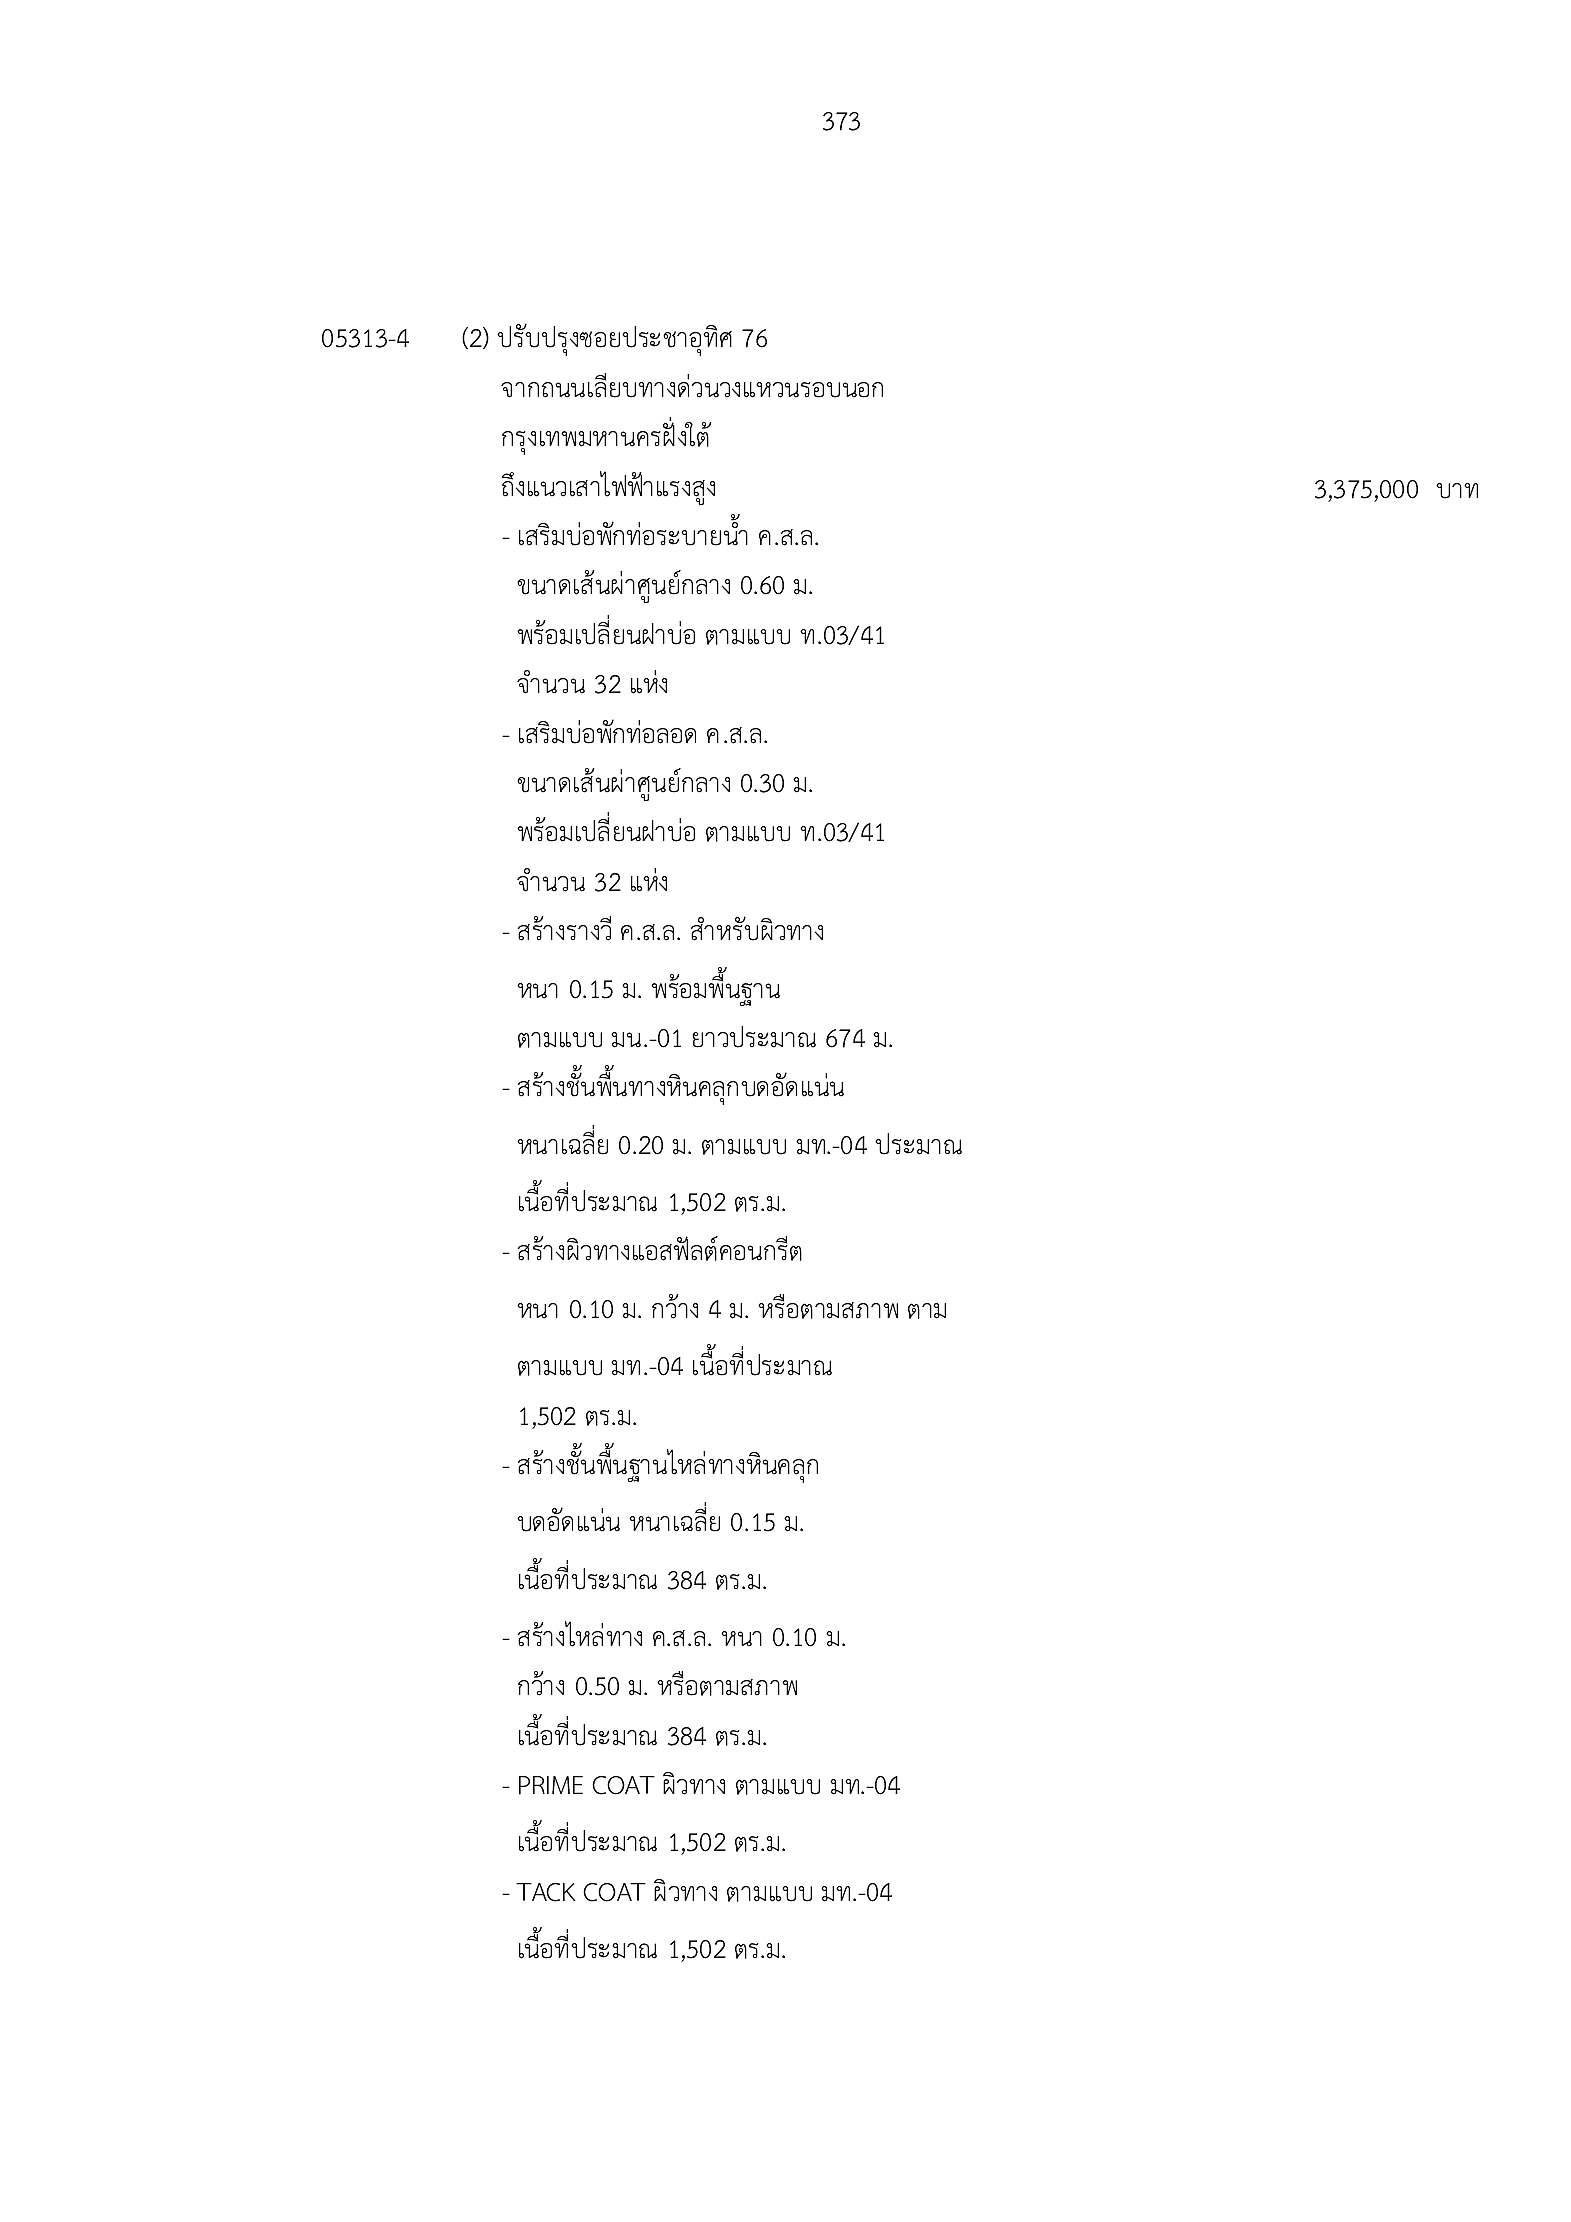 373
05313-4 (2) ปรับปรุงซอยประชาอุทิศ 76
จากถนนเลียบทางด่วนวงแหวนรอบนอก
กรุงเทพมหานครฝั่งใต้
ถึงแนวเสาไฟฟ้าแรงสูง 3,375,000 บาท
- เสริมบ่อพักท่อระบายน้ำ ค.ส.ล.
ขนาดเส้นผ่าศูนย์กลาง 0.60 ม.
พร้อมเปลี่ยนฝาบ่อ ตามแบบ ท.03/41
จำนวน 32 แห่ง
- เสริมบ่อพักท่อลอด ค.ส.ล.
ขนาดเส้นผ่าศูนย์กลาง 0.30 ม.
พร้อมเปลี่ยนฝาบ่อ ตามแบบ ท.03/41
จำนวน 32 แห่ง
- สร้างรางวี ค.ส.ล. สำหรับผิวทาง
หนา 0.15 ม. พร้อมพื้นฐาน
ตามแบบ มน.-01 ยาวประมาณ 674 ม.
- สร้างชั้นพื้นทางหินคลุกบดอัดแน่น
หนาเฉลี่ย 0.20 ม. ตามแบบ มท.-04 ประมาณ
เนื้อที่ประมาณ 1,502 ตร.ม.
- สร้างผิวทางแอสฟัลต์คอนกรีต
หนา 0.10 ม. กว้าง 4 ม. หรือตามสภาพ ตาม
ตามแบบ มท.-04 เนื้อที่ประมาณ
1,502 ตร.ม.
- สร้างชั้นพื้นฐานไหล่ทางหินคลุก
บดอัดแน่น หนาเฉลี่ย 0.15 ม.
เนื้อที่ประมาณ 384 ตร.ม.
- สร้างไหล่ทาง ค.ส.ล. หนา 0.10 ม.
กว้าง 0.50 ม. หรือตามสภาพ
เนื้อที่ประมาณ 384 ตร.ม.
- PRIME COAT ผิวทาง ตามแบบ มท.-04
เนื้อที่ประมาณ 1,502 ตร.ม.
- TACK COAT ผิวทาง ตามแบบ มท.-04
เนื้อที่ประมาณ 1,502 ตร.ม.